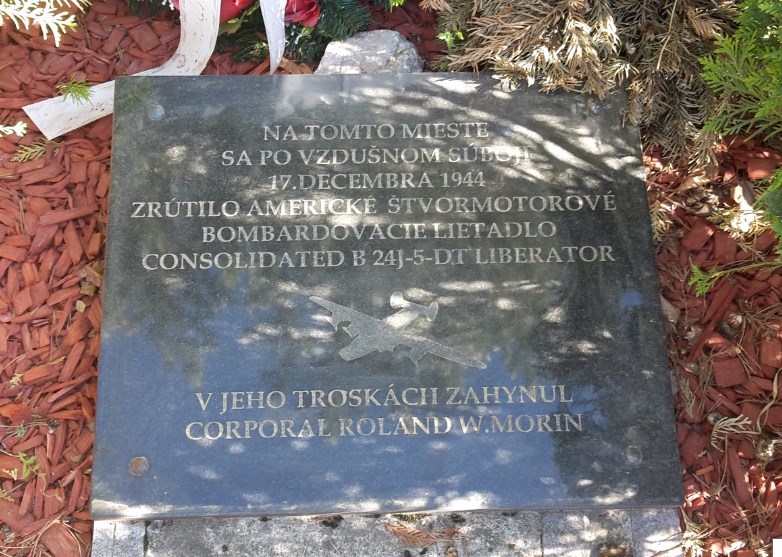 NA TOMTO MIESTE
SA PO VZDUŠNOM SÚBOJI
17.DECEMBRA 1944
ZRÚTILO AMERICKÉ ŠTVORMOTOROVÉ
BOMBARDOVACIE LIETADLO
CONSOLIDATED B 24J-5-DT LIBERATOR
V JEHO TROSKÁCH ZAHYNUL
CORPORAL ROLAND W.MORIN